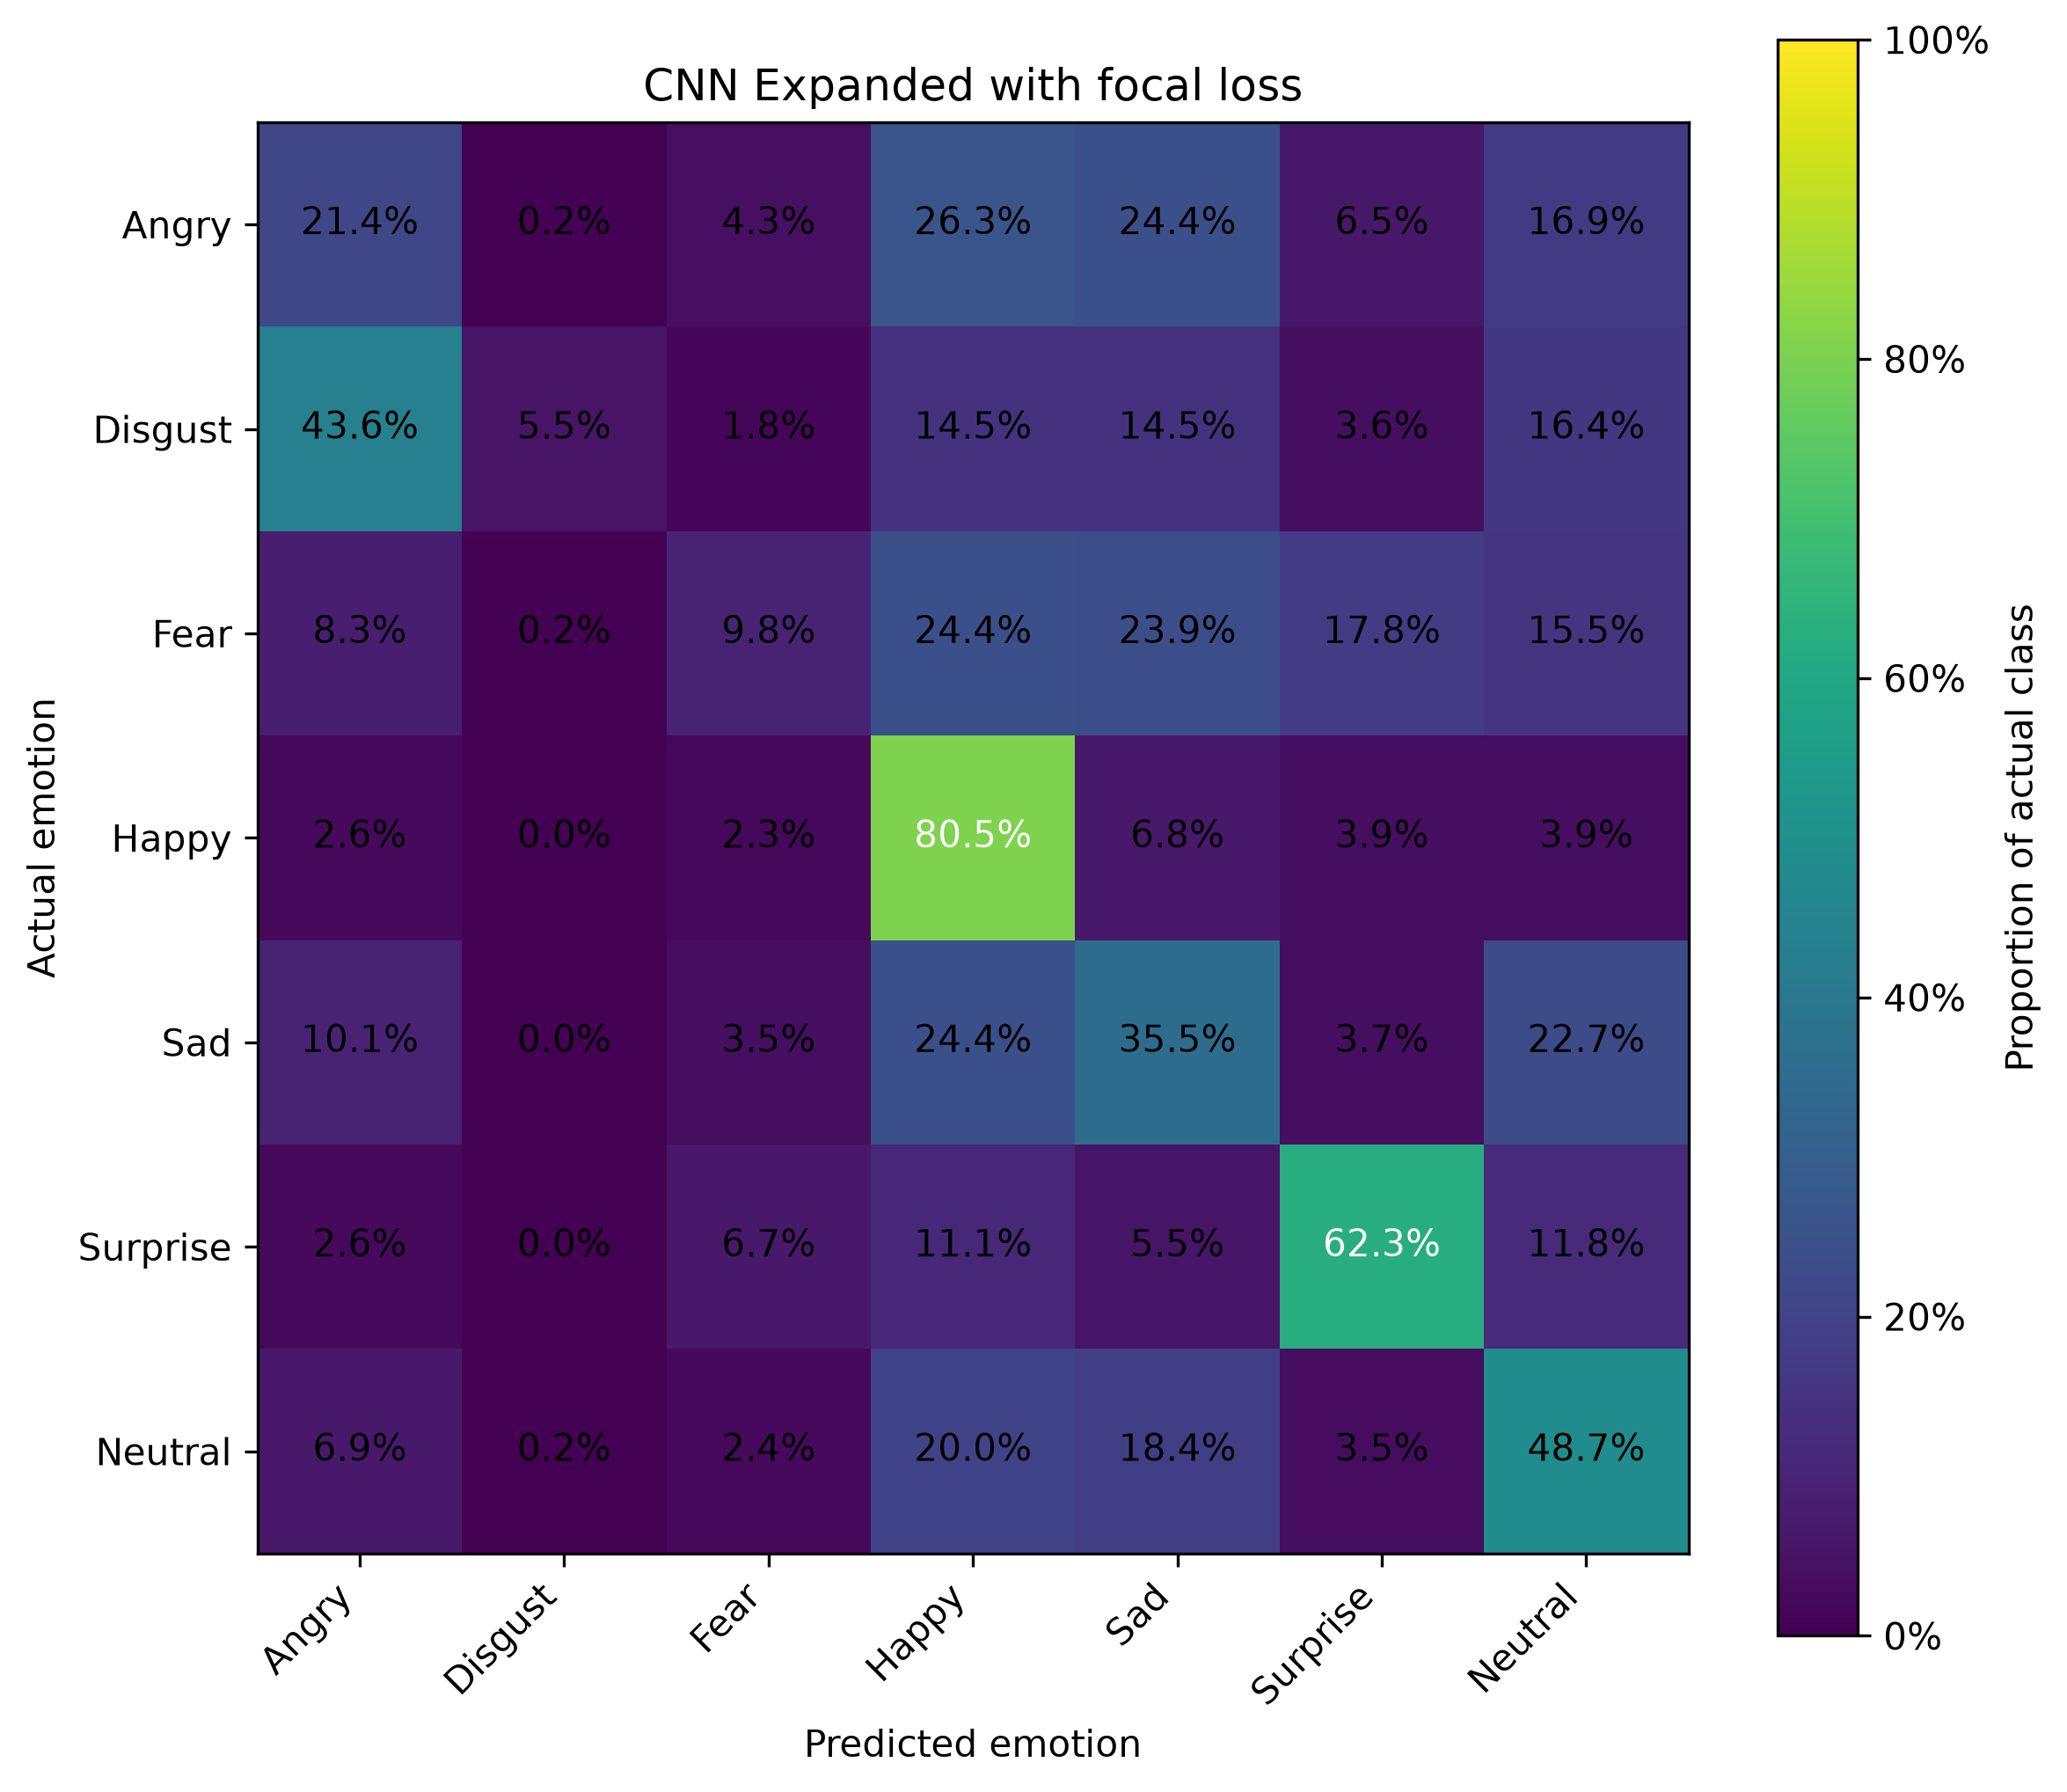 CNN Expanded with focal loss
100%
80%
60%
40%
20%
0%
Proportion of actual class
Actual emotion
Angry 21.4% 0.2% 4.3% 26.3% 24.4% 6.5% 16.9%
Disgust 43.6% 5.5% 1.8% 14.5% 14.5% 3.6% 16.4%
Fear 8.3% 0.2% 9.8% 24.4% 23.9% 17.8% 15.5%
Happy 2.6% 0.0% 2.3% 80.5% 6.8% 3.9% 3.9%
Sad 10.1% 0.0% 3.5% 24.4% 35.5% 3.7% 22.7%
Surprise 2.6% 0.0% 6.7% 11.1% 5.5% 62.3% 11.8%
Neutral 6.9% 0.2% 2.4% 20.0% 18.4% 3.5% 48.7%
Angry Disgust Fear Happy Sad Surprise Neutral
Predicted emotion